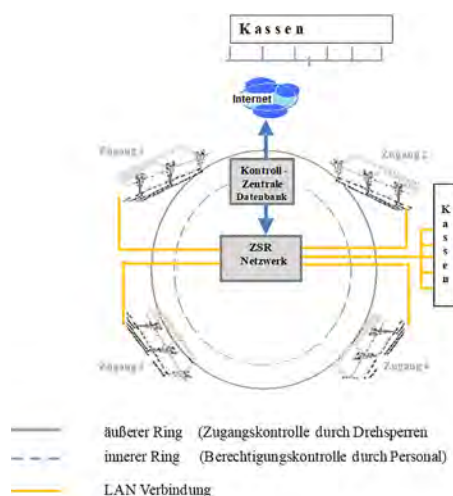 Kassen
Internet
Zugang 1
Zugang 2
Kontroll-
Zentrale
Datenbank
Kassen
ZSR
Netzwerk
Zugang 3
Zugang 4
äußerer Ring (Zugangskontrolle durch Drehsperren
innerer Ring (Berechtigungskontrolle durch Personal)
LAN Verbindung